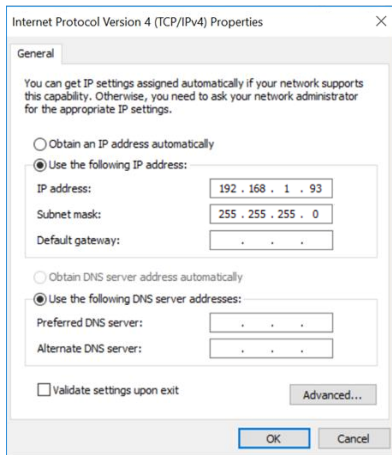 Internet Protocol Version 4 (TCP/IPv4) Properties
General
You can get IP settings assigned automatically if your network supports
this capability. Otherwise, you need to ask your network administrator
for the appropriate IP settings.
Obtain an IP address automatically
Use the following IP address:
IP address: 192 . 168 . 1 . 93
Subnet mask: 255 . 255 . 255 . 0
Default gateway: . . .
Obtain DNS server address automatically
Use the following DNS server addresses:
Preferred DNS server: . . .
Alternate DNS server: . . .
Validate settings upon exit
Advanced...
OK Cancel